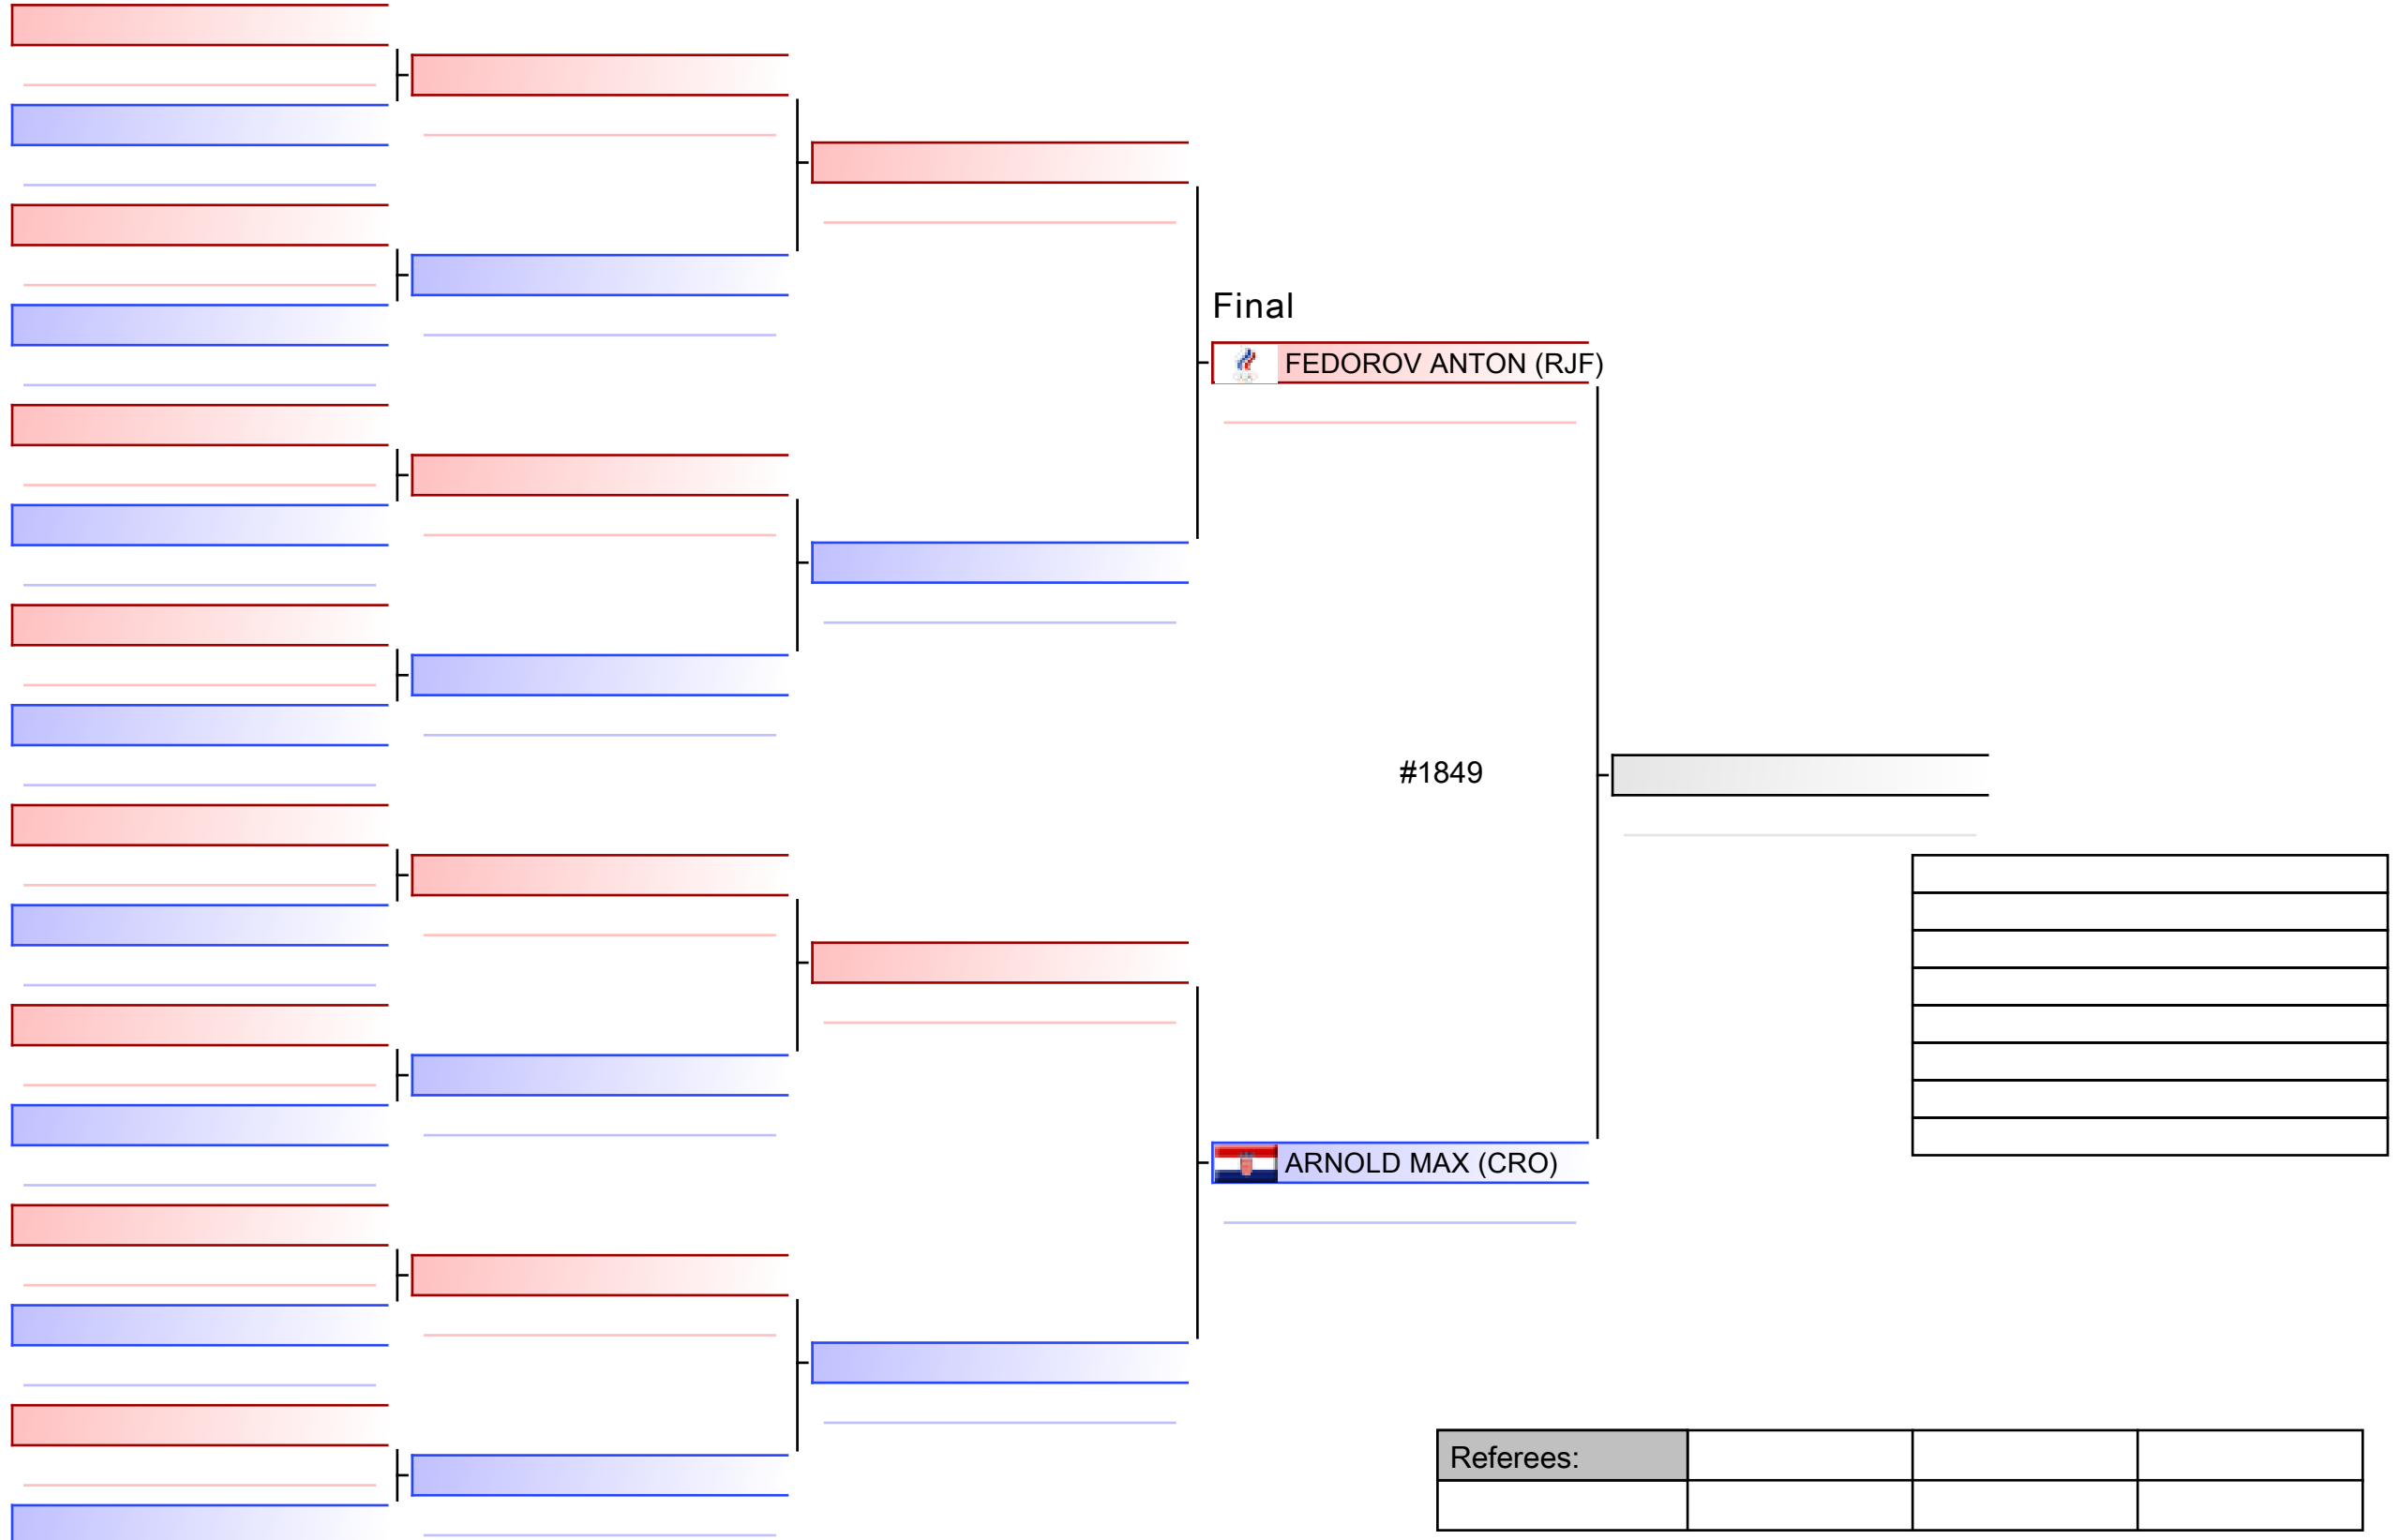 Final
FEDOROV ANTON (RJF)
#1849
ARNOLD MAX (CRO)
Referees: